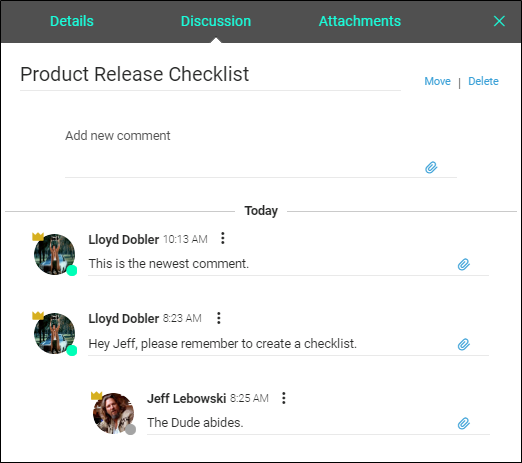 Details Discussion Attachments
Product Release Checklist
Move | Delete
Add new comment
Today
Lloyd Dobler 10:13 AM
This is the newest comment.
Lloyd Dobler 8:23 AM
Hey Jeff, please remember to create a checklist.
Jeff Lebowski 8:25 AM
The Dude abides.